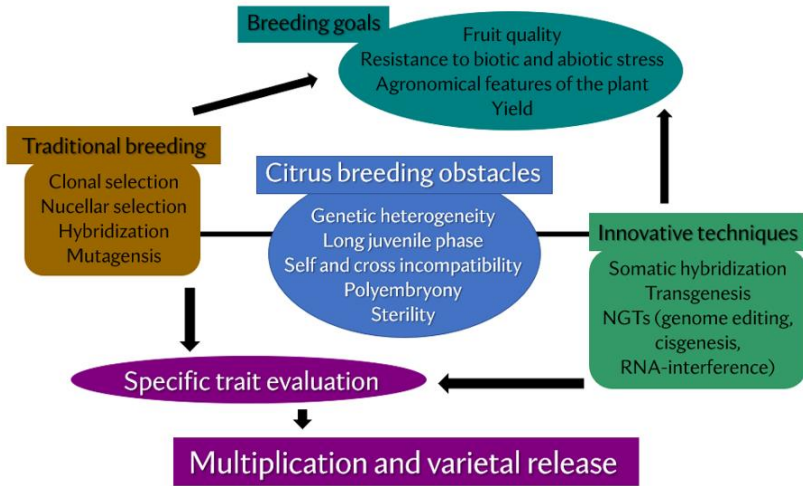 Breeding goals
Fruit quality
Resistance to biotic and abiotic stress
Agronomical features of the plant
Yield
Traditional breeding
Clonal selection
Nucellar selection
Hybridization
Mutagensis
Citrus breeding obstacles
Genetic heterogeneity
Long juvenile phase
Self and cross incompatibility
Polyembryony
Sterility
Innovative techniques
Somatic hybridization
Transgenesis
NGTs (genome editing,
cisgenesis,
RNA-interference)
Specific trait evaluation
Multiplication and varietal release